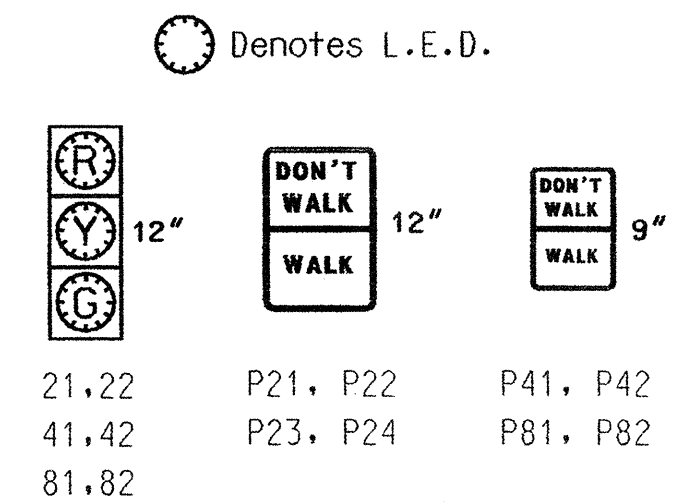 Denotes L.E.D.
R
Y
G
12"
DON'T
WALK
WALK
12"
DON'T
WALK
WALK
9"
21,22
41,42
81,82
P21, P22
P23, P24
P41, P42
P81, P82